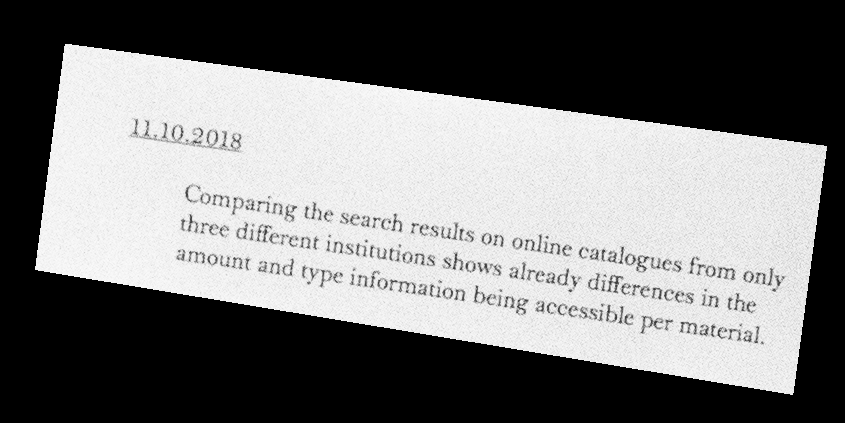 11.10.2018
Comparing the search results on online catalogues from only
three different institutions shows already differences in the
amount and type information being accessible per material.